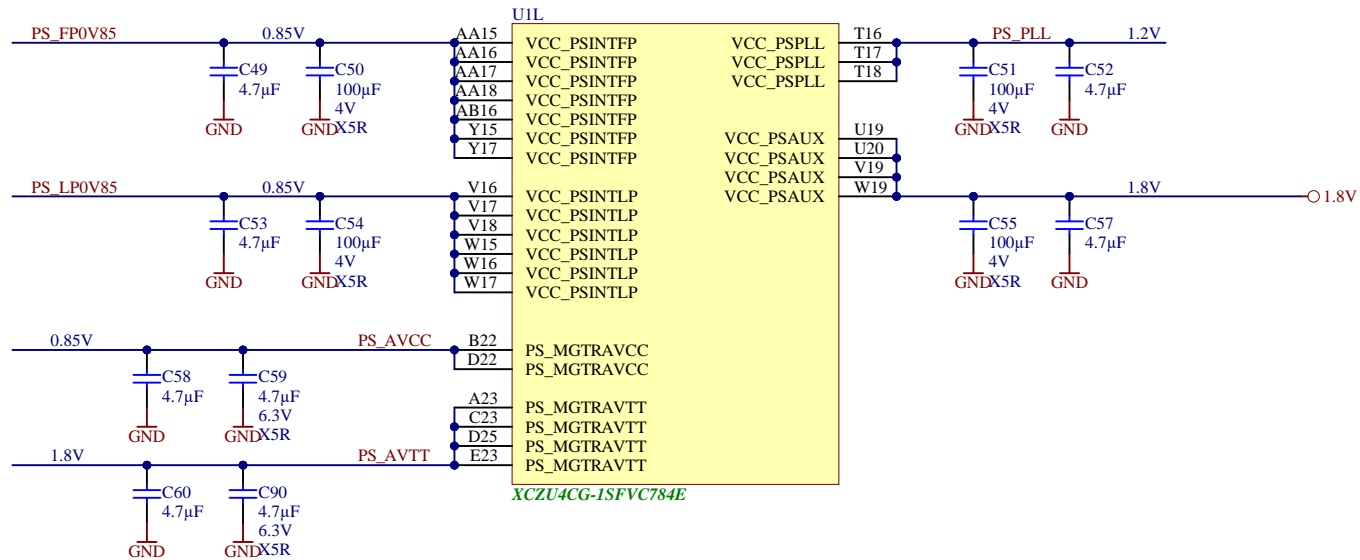 U1L
PS_FP0V85 0.85V
C49
4.7µF
GND
C50
100µF
4V
X5R
GND
AA15 VCC_PSINTFP
AA16 VCC_PSINTFP
AA17 VCC_PSINTFP
AA18 VCC_PSINTFP
AB16 VCC_PSINTFP
Y15 VCC_PSINTFP
Y17 VCC_PSINTFP
VCC_PSPLL T16
VCC_PSPLL T17
VCC_PSPLL T18
PS_PLL 1.2V
C51
100µF
4V
X5R
GND
C52
4.7µF
GND
PS_LP0V85 0.85V
C53
4.7µF
GND
C54
100µF
4V
X5R
GND
V16 VCC_PSINTLP
V17 VCC_PSINTLP
V18 VCC_PSINTLP
W15 VCC_PSINTLP
W16 VCC_PSINTLP
W17 VCC_PSINTLP
VCC_PSAUX U19
VCC_PSAUX U20
VCC_PSAUX V19
VCC_PSAUX W19
1.8V 1.8V
C55
100µF
4V
X5R
GND
C57
4.7µF
GND
0.85V PS_AVCC
C58
4.7µF
GND
C59
4.7µF
6.3V
X5R
GND
B22 PS_MGTRAVCC
D22 PS_MGTRAVCC
A23 PS_MGTRAVTT
C23 PS_MGTRAVTT
D25 PS_MGTRAVTT
E23 PS_MGTRAVTT
1.8V PS_AVTT
C60
4.7µF
GND
C90
4.7µF
6.3V
X5R
GND
XCZU4CG-1SFVC784E